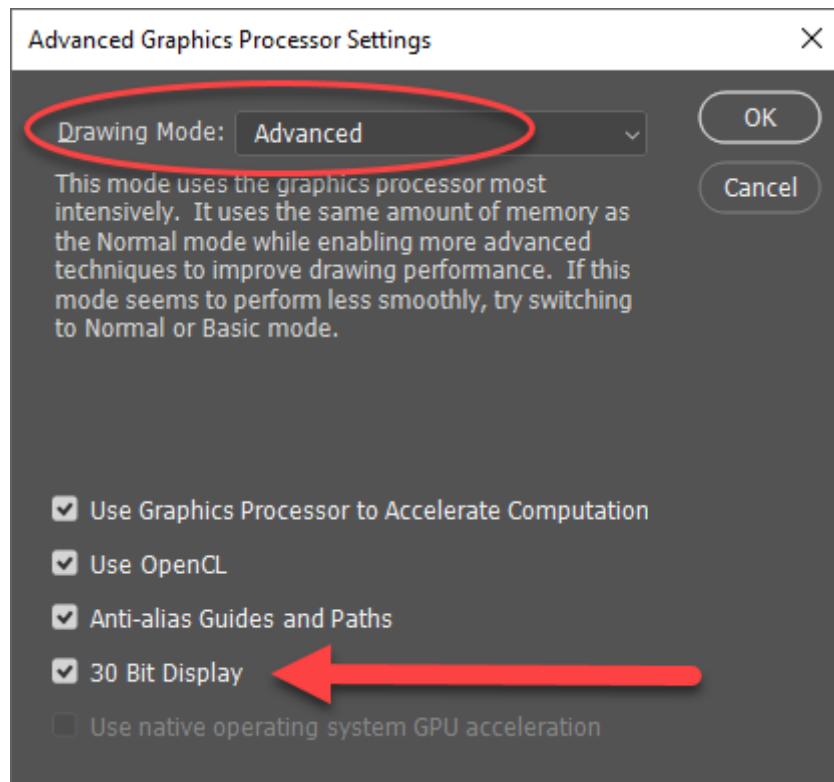 Advanced Graphics Processor Settings
Drawing Mode: Advanced
OK
This mode uses the graphics processor most
intensively. It uses the same amount of memory as
the Normal mode while enabling more advanced
techniques to improve drawing performance. If this
mode seems to perform less smoothly, try switching
to Normal or Basic mode.
Cancel
Use Graphics Processor to Accelerate Computation
Use OpenCL
Anti-alias Guides and Paths
30 Bit Display
Use native operating system GPU acceleration